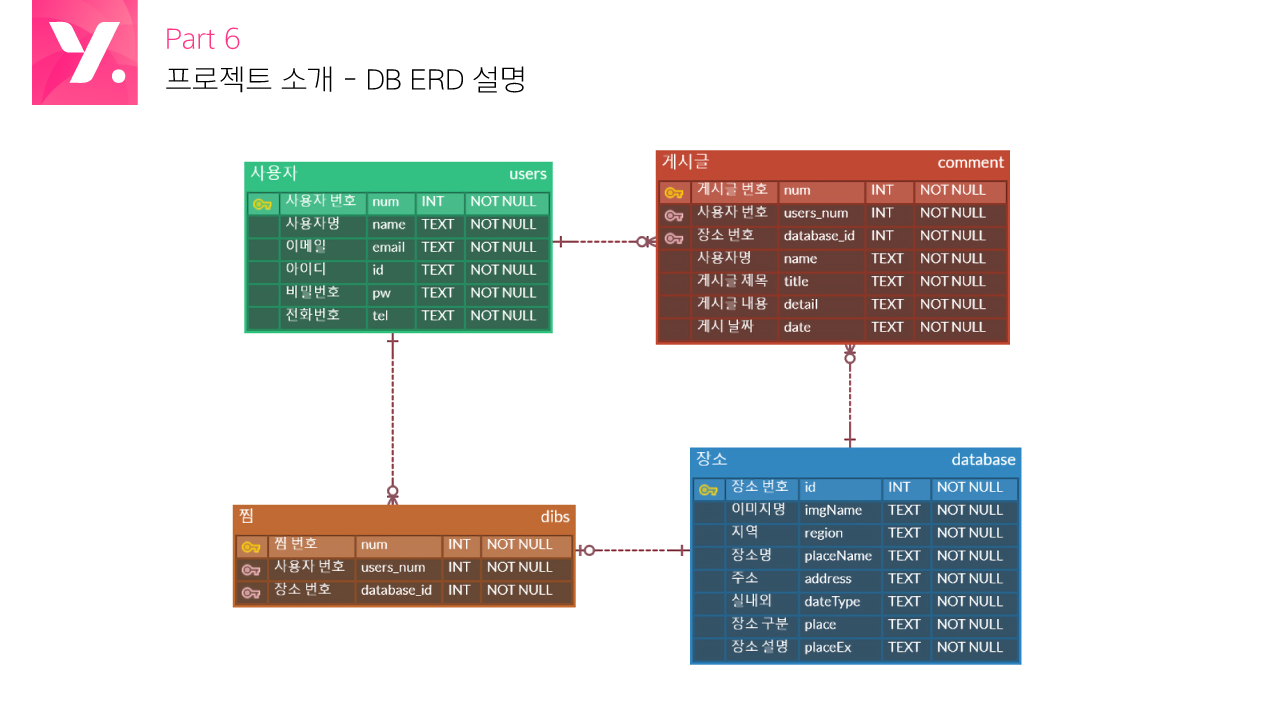 y.
Part 6
프로젝트 소개 - DB ERD 설명
사용자 users
사용자 번호 num INT NOT NULL
사용자명 name TEXT NOT NULL
이메일 email TEXT NOT NULL
아이디 id TEXT NOT NULL
비밀번호 pw TEXT NOT NULL
전화번호 tel TEXT NOT NULL
게시글 comment
게시글 번호 num INT NOT NULL
사용자 번호 users_num INT NOT NULL
장소 번호 database_id INT NOT NULL
사용자명 name TEXT NOT NULL
게시글 제목 title TEXT NOT NULL
게시글 내용 detail TEXT NOT NULL
게시 날짜 date TEXT NOT NULL
찜 dibs
찜 번호 num INT NOT NULL
사용자 번호 users_num INT NOT NULL
장소 번호 database_id INT NOT NULL
장소 database
장소 번호 id INT NOT NULL
이미지명 imgName TEXT NOT NULL
지역 region TEXT NOT NULL
장소명 placeName TEXT NOT NULL
주소 address TEXT NOT NULL
실내외 dateType TEXT NOT NULL
장소 구분 place TEXT NOT NULL
장소 설명 placeEx TEXT NOT NULL